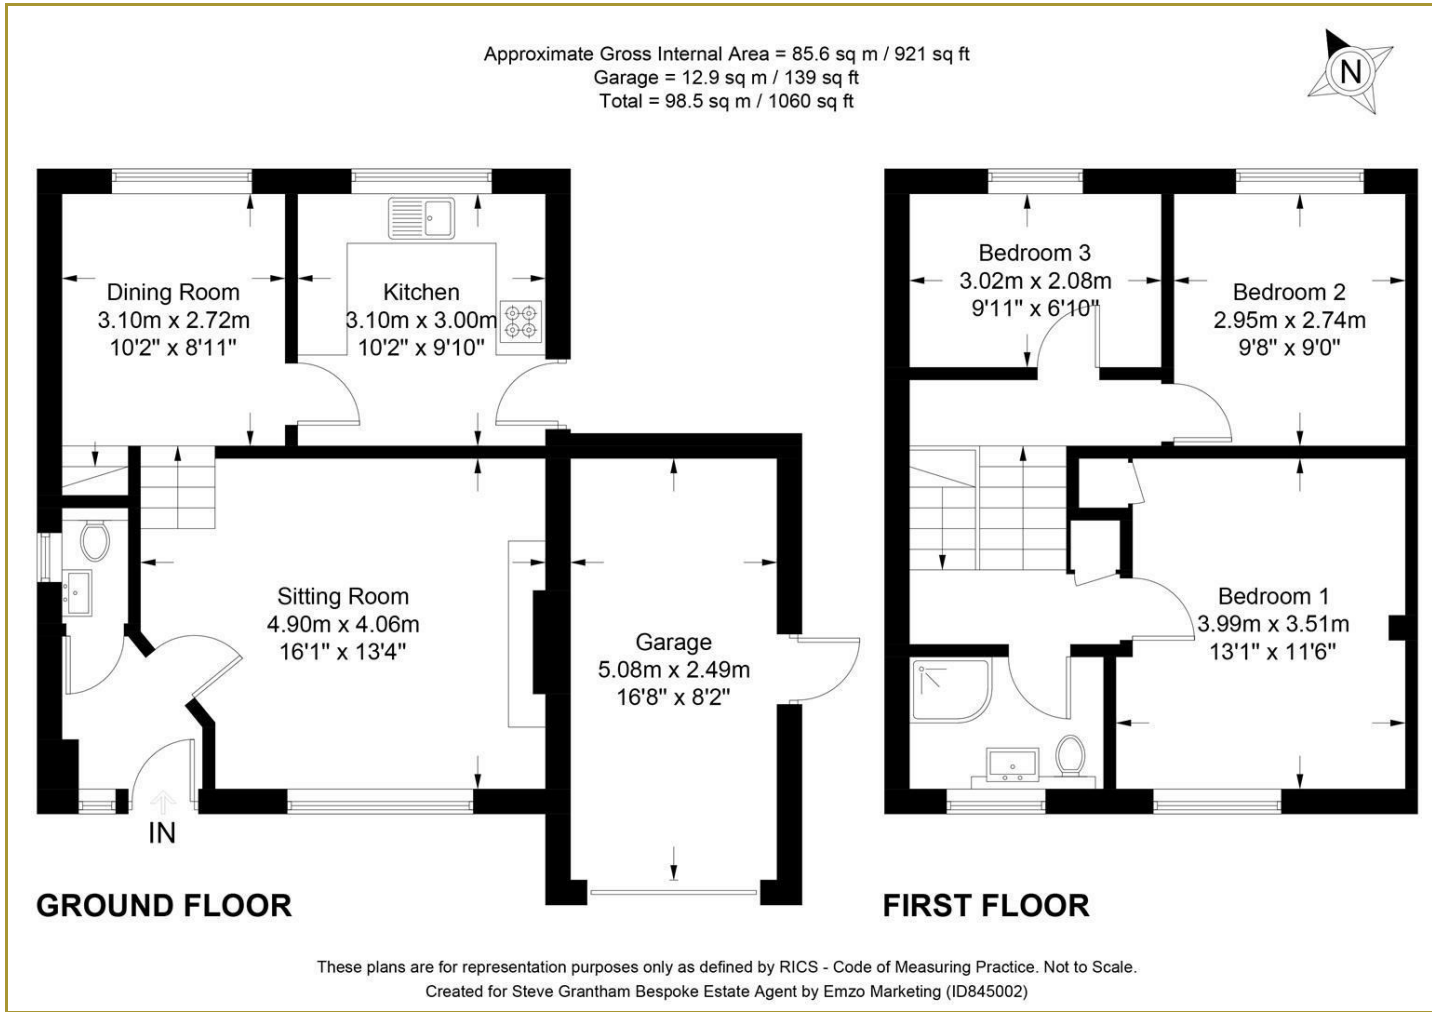 Approximate Gross Internal Area = 85.6 sq m / 921 sq ft
Garage = 12.9 sq m / 139 sq ft
Total = 98.5 sq m / 1060 sq ft
N
Dining Room
3.10m x 2.72m
10'2" x 8'11"
Kitchen
3.10m x 3.00m
10'2" x 9'10"
Sitting Room
4.90m x 4.06m
16'1" x 13'4"
Garage
5.08m x 2.49m
16'8" x 8'2"
IN
GROUND FLOOR
Bedroom 3
3.02m x 2.08m
9'11" x 6'10"
Bedroom 2
2.95m x 2.74m
9'8" x 9'0"
Bedroom 1
3.99m x 3.51m
13'1" x 11'6"
FIRST FLOOR
These plans are for representation purposes only as defined by RICS - Code of Measuring Practice. Not to Scale.
Created for Steve Grantham Bespoke Estate Agent by Emzo Marketing (ID845002)